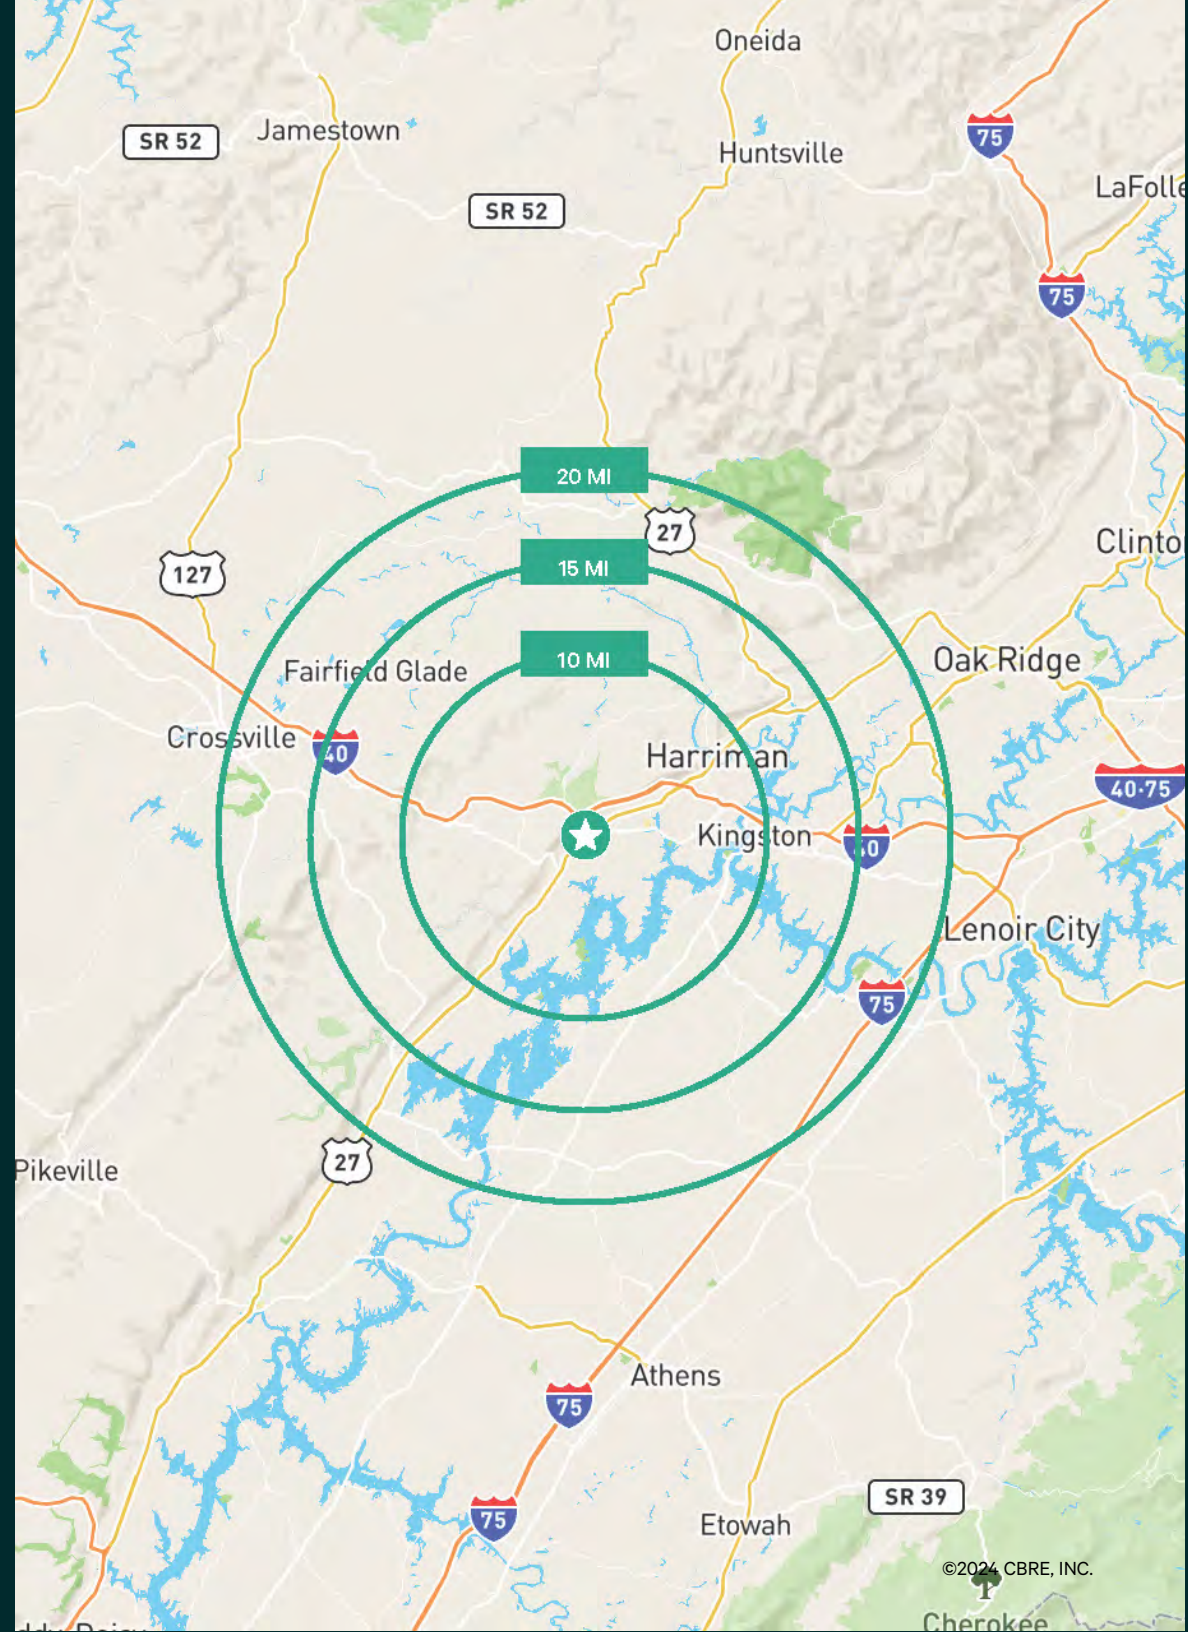 Oneida
75
SR 52
Jamestown
Huntsville
LaFolle
SR 52
75
20 MI
27
Clinto
15 MI
127
10 MI
Fairfield Glade
Oak Ridge
Crossville
40
Harriman
40·75
Kingston
40
Lenoir City
75
27
Pikeville
Athens
75
SR 39
75
Etowah
©2024 CBRE, INC.
Cherokee